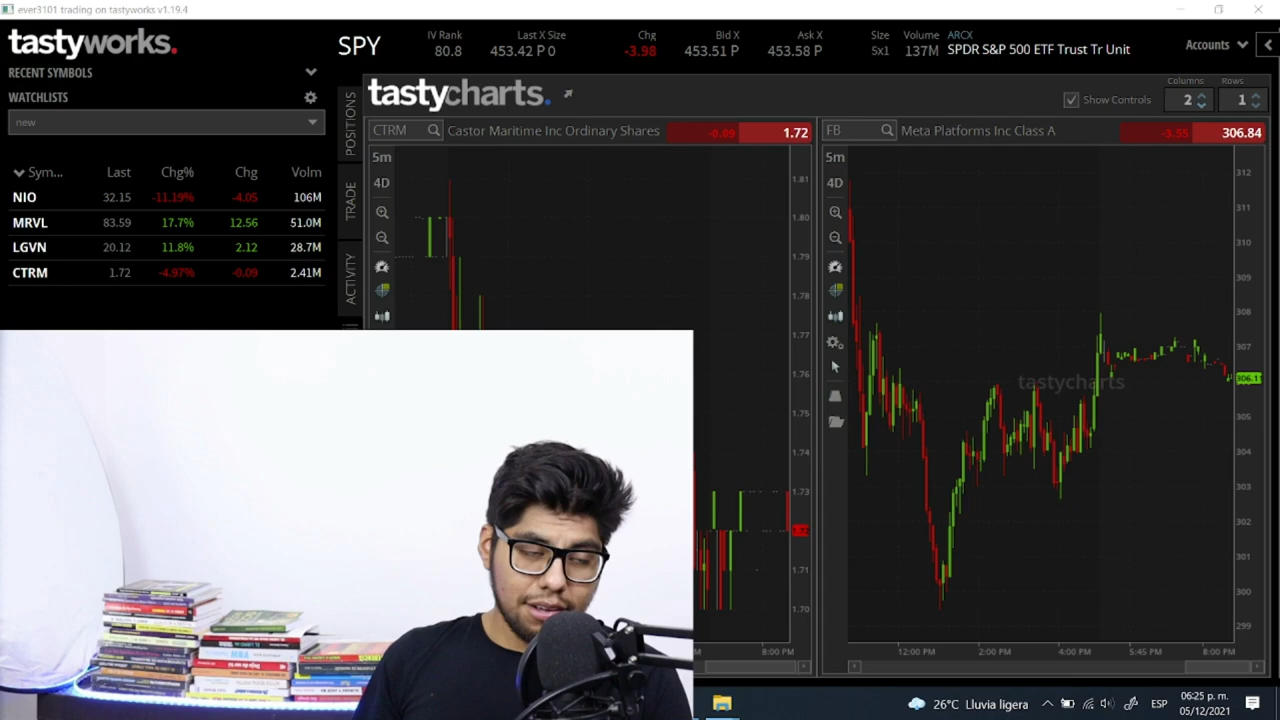 ever3101 trading on tastyworks v1.19.4
tastyworks.
RECENT SYMBOLS
WATCHLISTS
new
Sym... Last Chg% Chg Volm
NIO 32.15 -11.19% -4.05 106M
MRVL 83.59 17.7% 12.56 51.0M
LGVN 20.12 11.8% 2.12 28.7M
CTRM 1.72 -4.97% -0.09 2.41M
POSITIONS
TRADE
ACTIVITY
SPY
IV Rank Last X Size Chg Bid X Ask X Size Volume ARCX
80.8 453.42 P 0 -3.98 453.51 P 453.58 P 5x1 137M SPDR S&P 500 ETF Trust Tr Unit
Accounts
tastycharts.
Show Controls
Columns Rows
2 1
CTRM Castor Maritime Inc Ordinary Shares -0.09 1.72
5m
4D
1.81
1.80
1.79
1.78
1.77
1.76
1.75
1.74
1.73
1.72
1.71
1.70
8:00 PM
FB Meta Platforms Inc Class A -3.55 306.84
5m
4D
tastycharts
312
311
310
309
308
307
306.11
305
304
303
302
301
300
299
12:00 PM 2:00 PM 4:00 PM 5:45 PM 8:00 PM
26°C Lluvia ligera
ESP
06:25 p. m.
05/12/2021